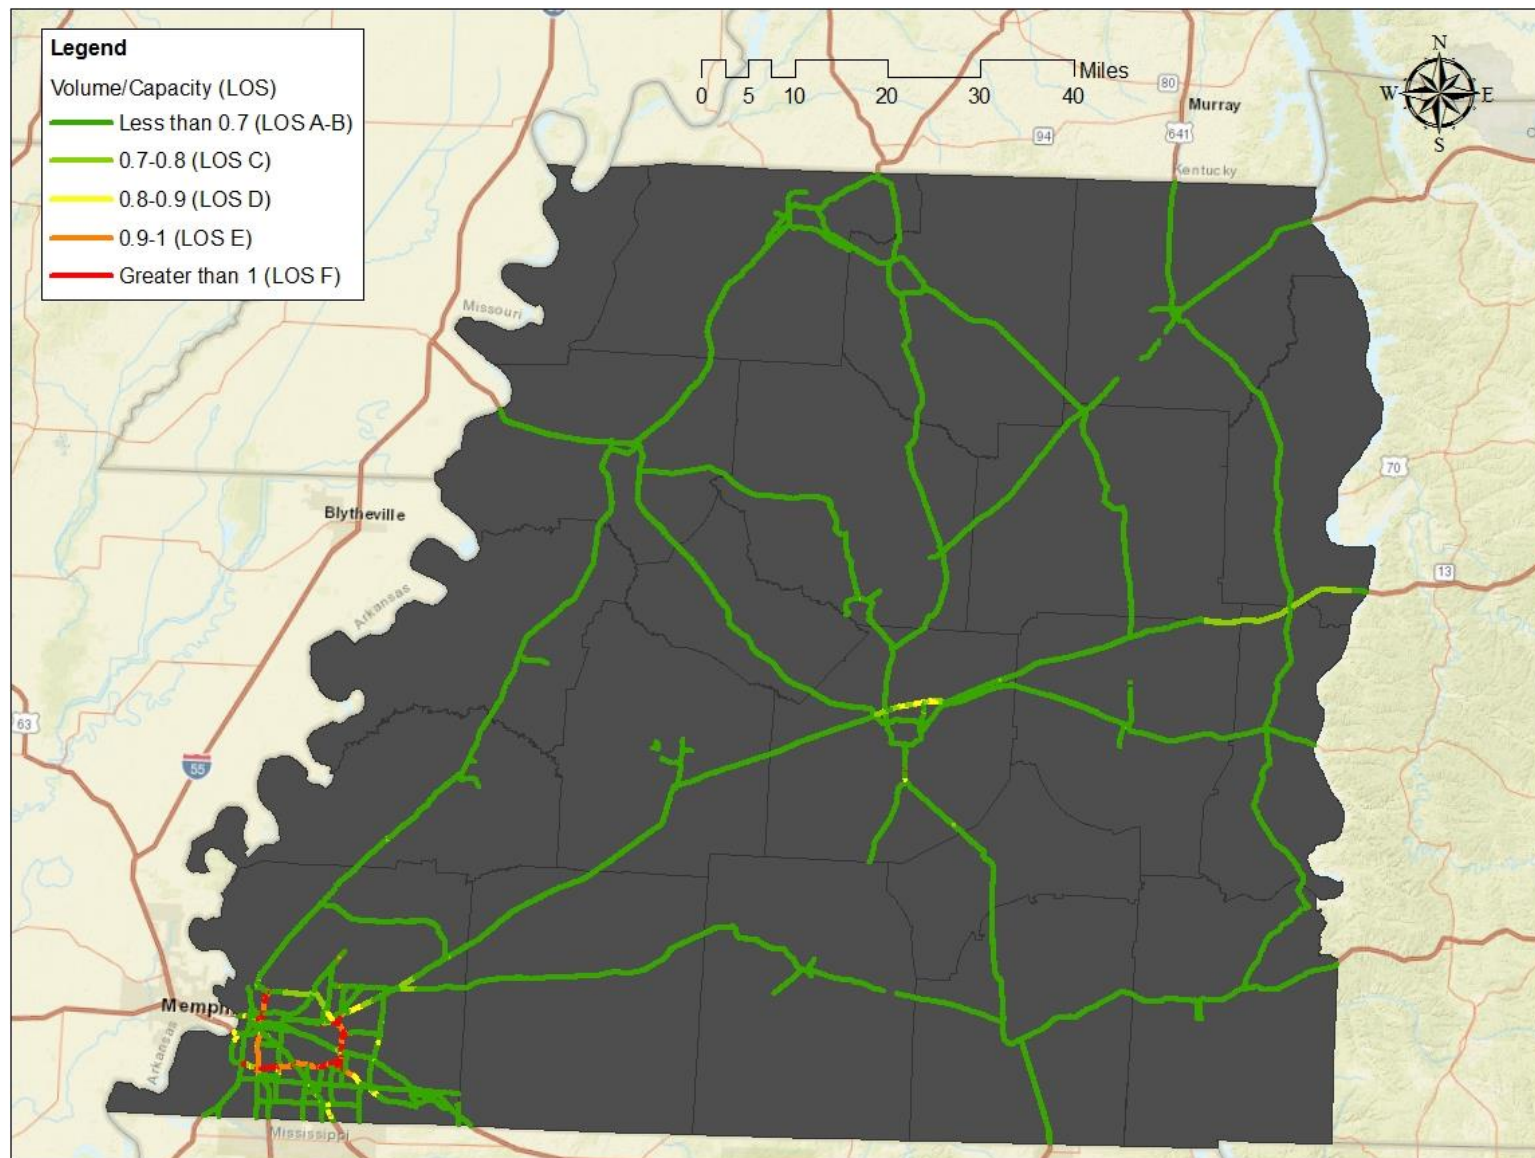 Legend
Volume/Capacity (LOS)
Less than 0.7 (LOS A-B)
0.7-0.8 (LOS C)
0.8-0.9 (LOS D)
0.9-1 (LOS E)
Greater than 1 (LOS F)
Miles
0 5 10 20 30 40
N
W E
S
80
Murray
94
641
Kentucky
Missouri
70
Blytheville
13
Arkansas
63
55
Memph
Arkansas
Mississippi